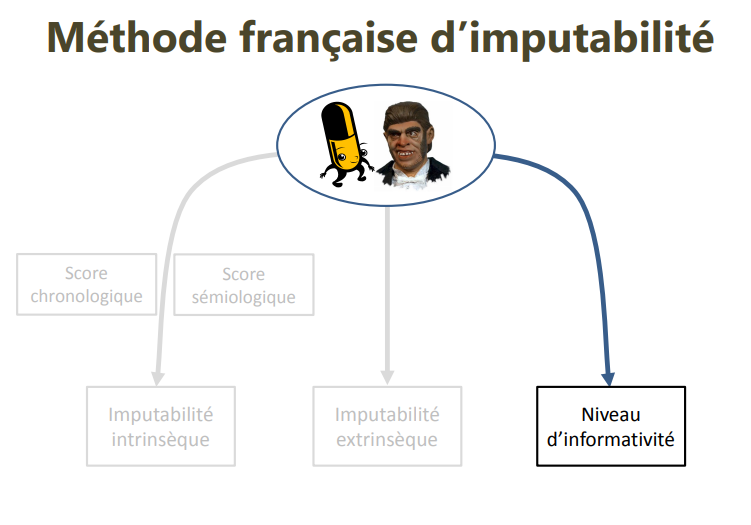 Méthode française d’imputabilité
Score
chronologique
Score
sémiologique
Imputabilité
intrinsèque
Imputabilité
extrinsèque
Niveau
d’informativité